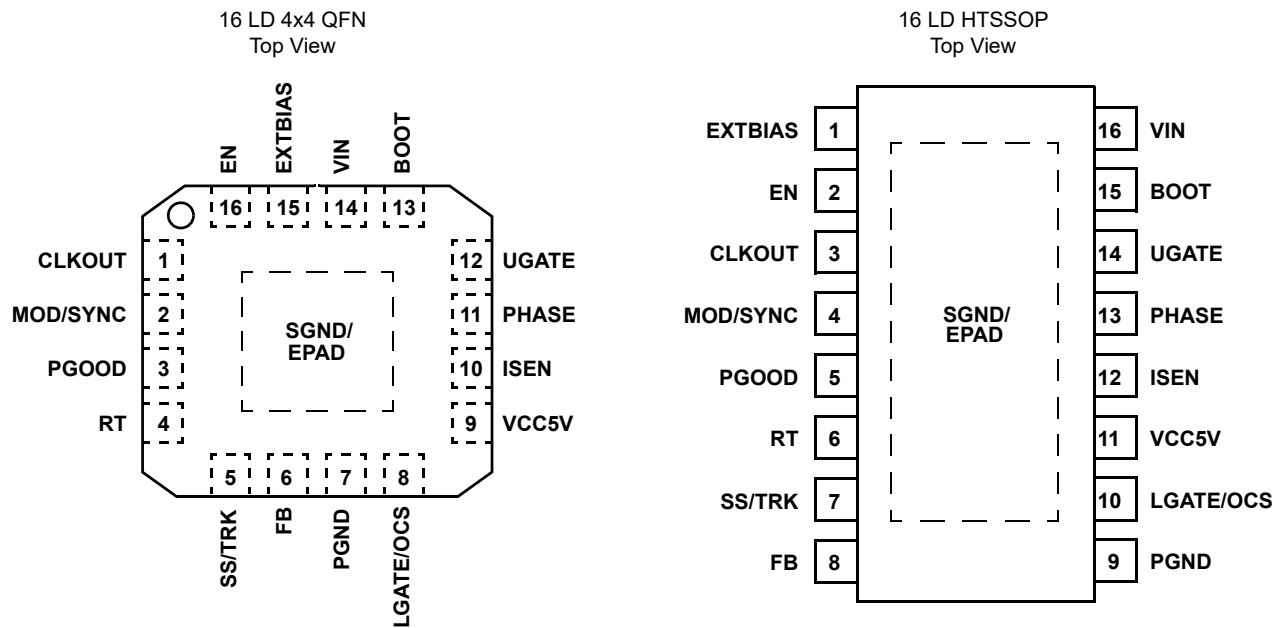 16 LD 4x4 QFN
Top View
EN
EXTBIAS
VIN
BOOT
16
15
14
13
CLKOUT 1
MOD/SYNC 2
PGOOD 3
RT 4
12 UGATE
11 PHASE
10 ISEN
9 VCC5V
SGND/
EPAD
5
6
7
8
SS/TRK
FB
PGND
LGATE/OCS
16 LD HTSSOP
Top View
EXTBIAS 1
EN 2
CLKOUT 3
MOD/SYNC 4
PGOOD 5
RT 6
SS/TRK 7
FB 8
SGND/
EPAD
16 VIN
15 BOOT
14 UGATE
13 PHASE
12 ISEN
11 VCC5V
10 LGATE/OCS
9 PGND